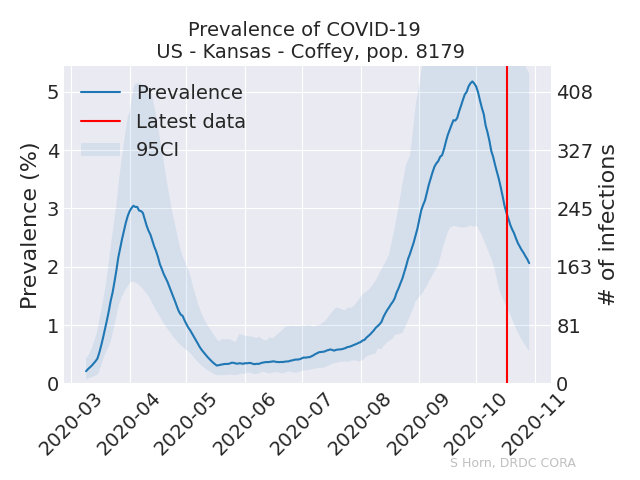 Prevalence of COVID-19
US - Kansas - Coffey, pop. 8179
Prevalence
Latest data
95CI
Prevalence (%)
5
4
3
2
1
0
408
327
245
163
81
0
# of infections
2020-03
2020-04
2020-05
2020-06
2020-07
2020-08
2020-09
2020-10
2020-11
S Horn, DRDC CORA